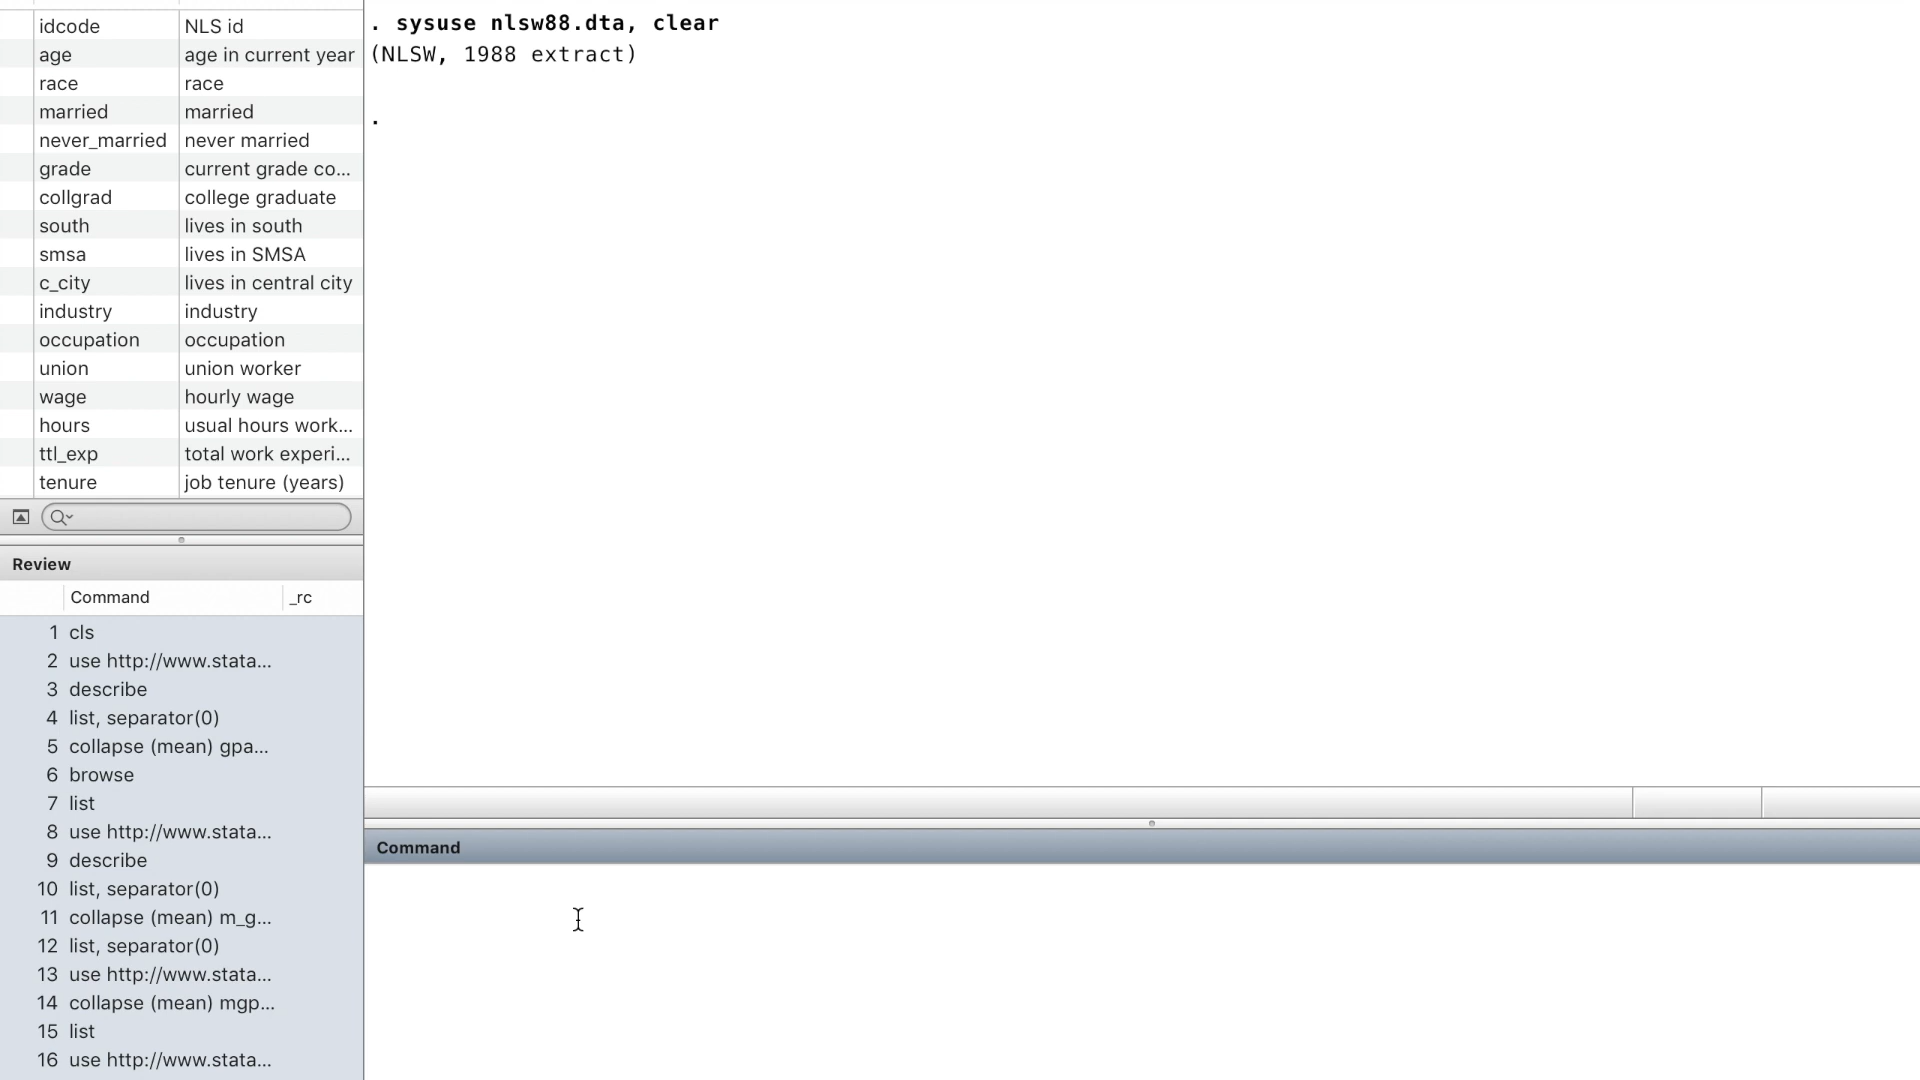 idcode NLS id
age age in current year
race race
married married
never_married never married
grade current grade co...
collgrad college graduate
south lives in south
smsa lives in SMSA
c_city lives in central city
industry industry
occupation occupation
union union worker
wage hourly wage
hours usual hours work...
ttl_exp total work experi...
tenure job tenure (years)
Review
Command _rc
1 cls
2 use http://www.stata...
3 describe
4 list, separator(0)
5 collapse (mean) gpa...
6 browse
7 list
8 use http://www.stata...
9 describe
10 list, separator(0)
11 collapse (mean) m_g...
12 list, separator(0)
13 use http://www.stata...
14 collapse (mean) mgp...
15 list
16 use http://www.stata...
. sysuse nlsw88.dta, clear
(NLSW, 1988 extract)
.
Command